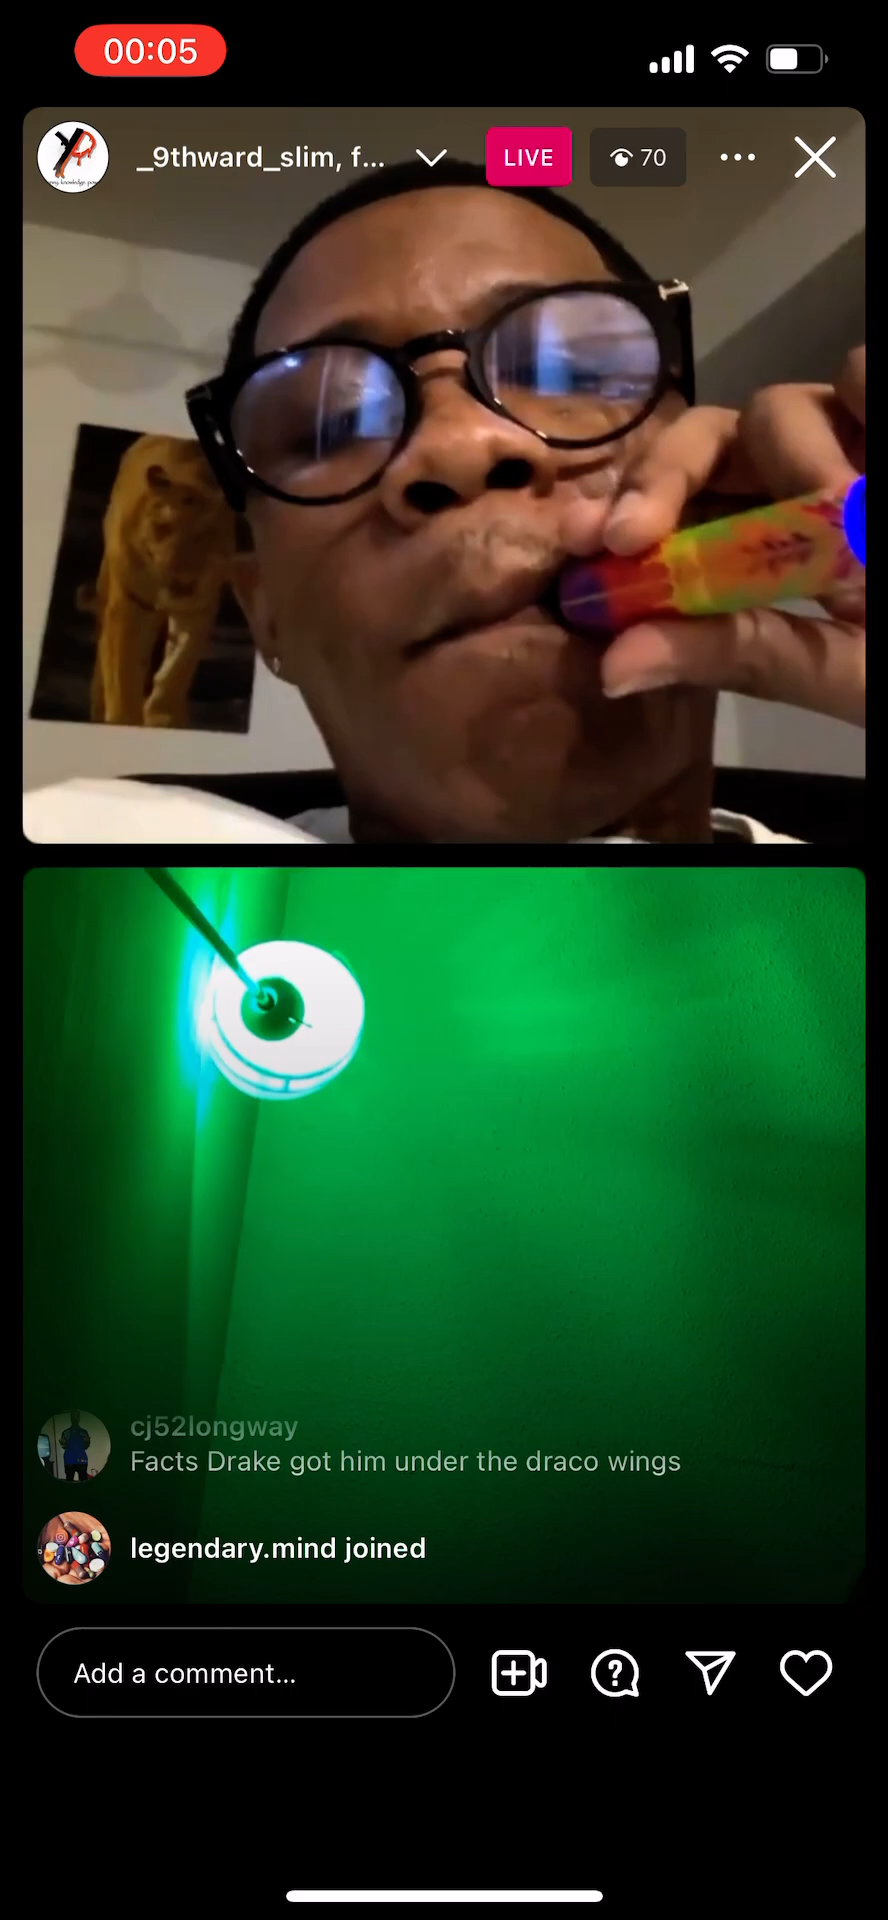 00:05
_9thward_slim, f...
LIVE
70
cj52longway
Facts Drake got him under the draco wings
legendary.mind joined
Add a comment...